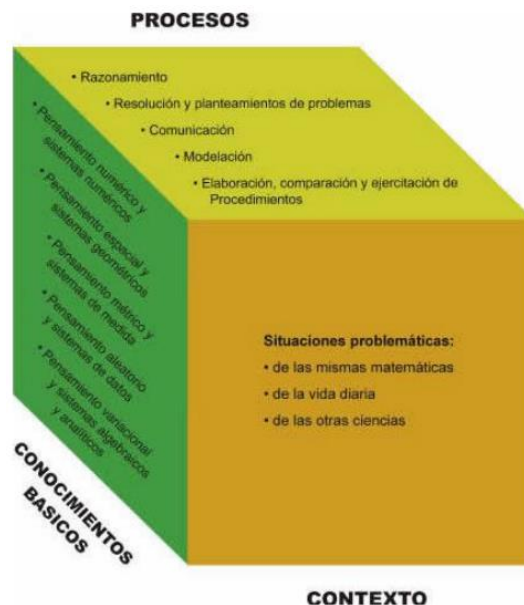 PROCESOS
• Razonamiento
• Resolución y planteamientos de problemas
• Comunicación
• Modelación
• Elaboración, comparación y ejercitación de
Procedimientos
• Pensamiento numérico y
sistemas numéricos
• Pensamiento espacial y
sistemas geométricos
• Pensamiento métrico y
sistemas de medida
• Pensamiento aleatorio
y sistemas de datos
• Pensamiento variacional
y sistemas algebraicos
y analíticos
Situaciones problemáticas:
• de las mismas matemáticas
• de la vida diaria
• de las otras ciencias
CONOCIMIENTOS
BASICOS
CONTEXTO